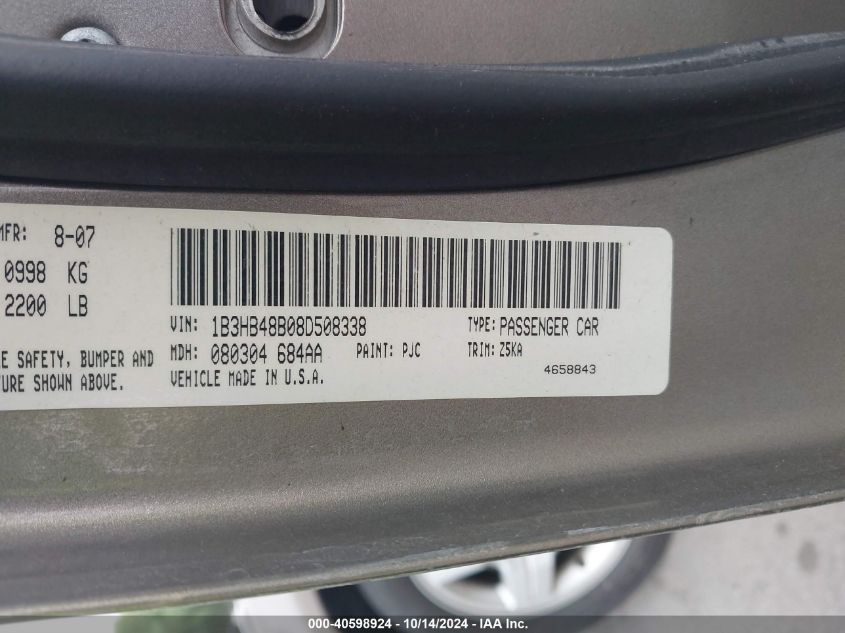 MFR: 8-07
0998 KG
2200 LB
VIN: 1B3HB48B08D508338 TYPE: PASSENGER CAR
MDH: 080304 684AA PAINT: PJC TRIM: Z5KA
E SAFETY, BUMPER AND
TURE SHOWN ABOVE.
VEHICLE MADE IN U.S.A. 4658843
000-40598924 - 10/14/2024 - IAA Inc.